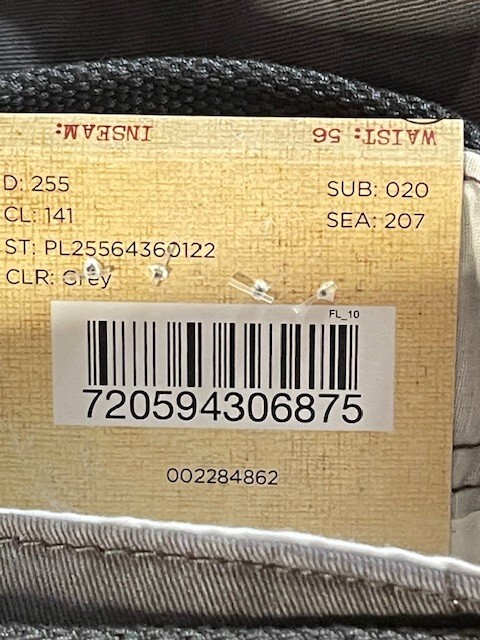 INSEAM:
WAIST: 56
D: 255
SUB: 020
CL: 141
SEA: 207
ST: PL25564360122
CLR: Grey
FL_10
720594306875
002284862